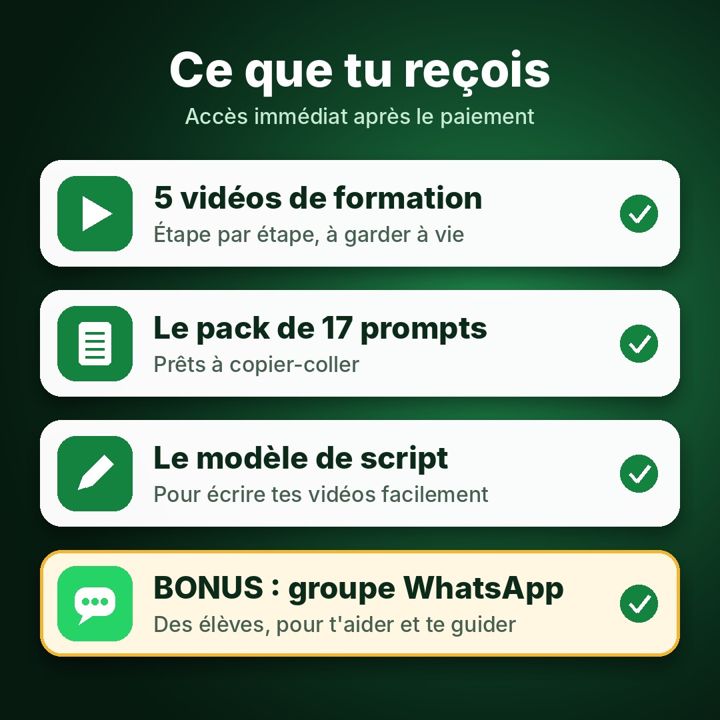 Ce que tu reçois
Accès immédiat après le paiement
5 vidéos de formation
Étape par étape, à garder à vie
Le pack de 17 prompts
Prêts à copier-coller
Le modèle de script
Pour écrire tes vidéos facilement
BONUS : groupe WhatsApp
Des élèves, pour t'aider et te guider